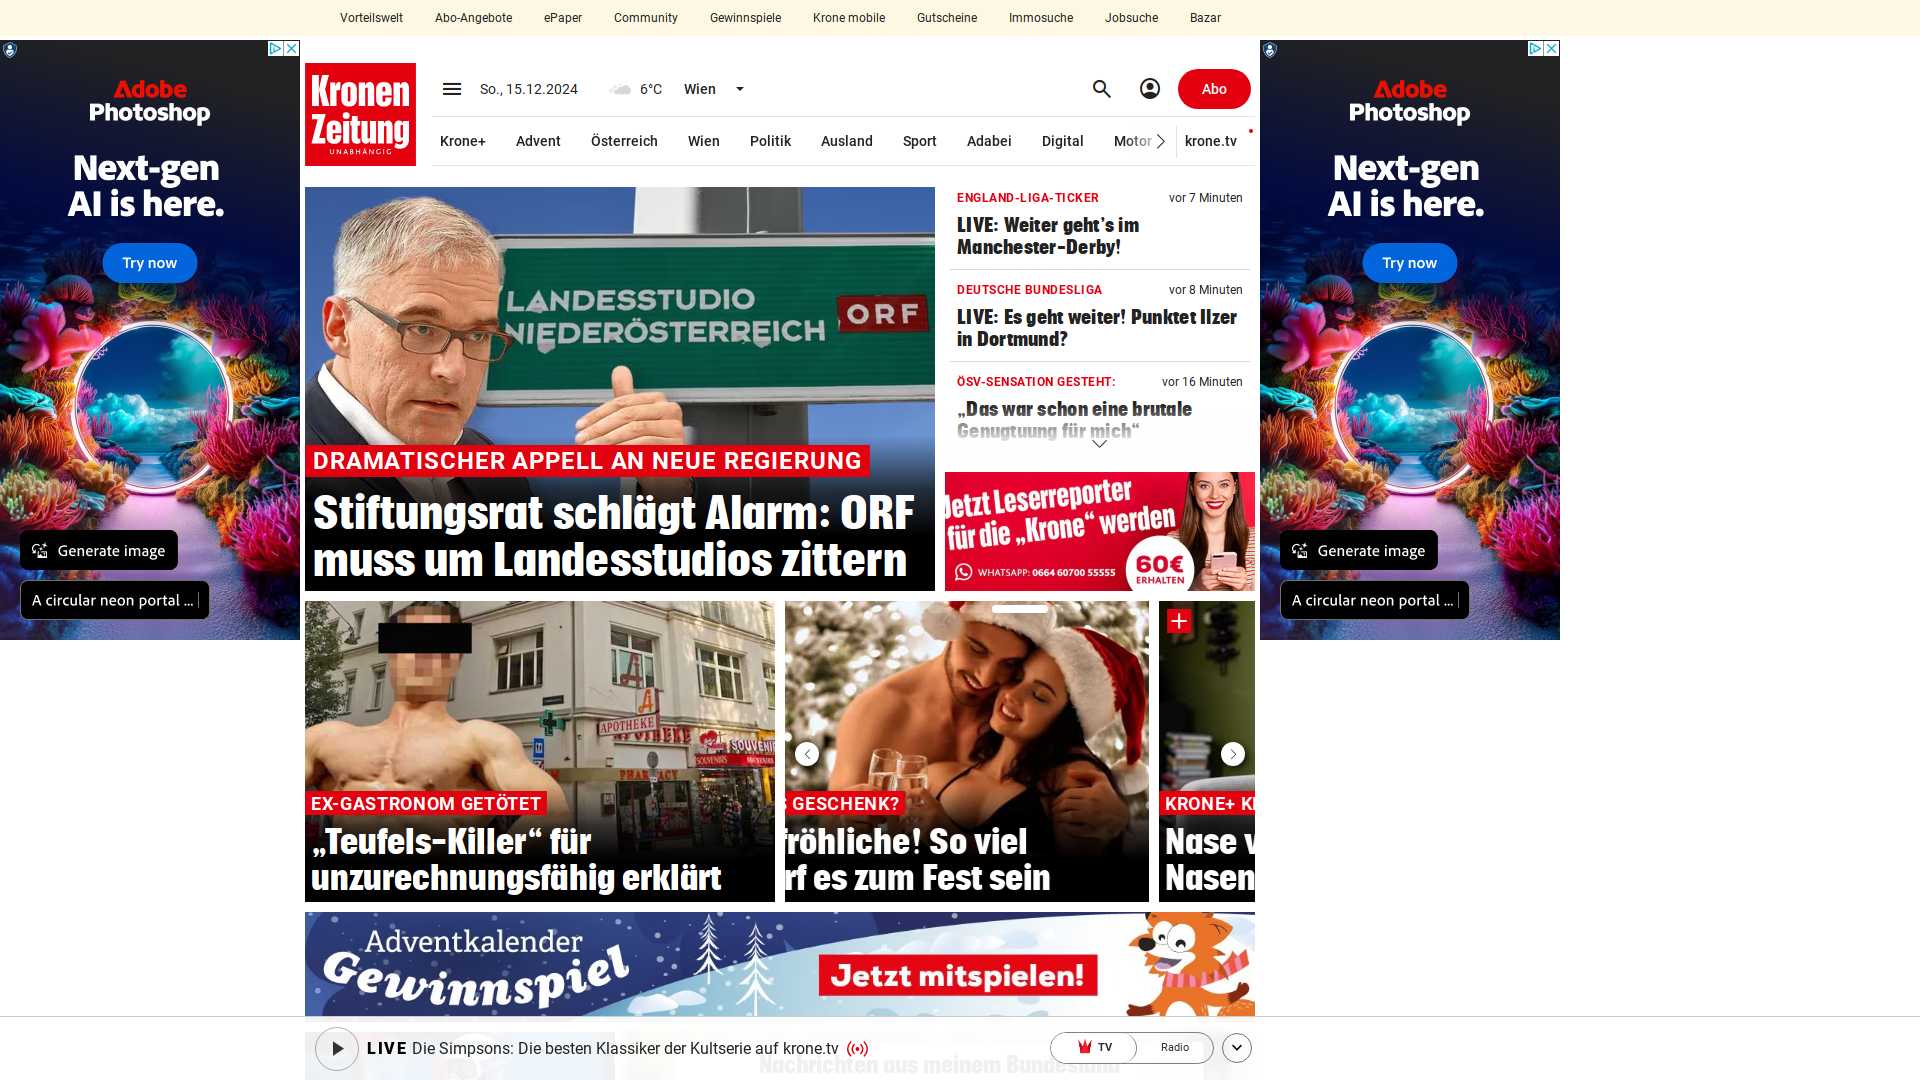 Vorteilswelt Abo-Angebote ePaper Community Gewinnspiele Krone mobile Gutscheine Immosuche Jobsuche Bazar
Kronen
Zeitung
UNABHÄNGIG
So., 15.12.2024 6°C Wien
Abo
Krone+ Advent Österreich Wien Politik Ausland Sport Adabei Digital Motor krone.tv
Adobe
Photoshop
Next-gen
AI is here.
Try now
Generate image
A circular neon portal ...
LANDESSTUDIO
NIEDERÖSTERREICH
ORF
DRAMATISCHER APPELL AN NEUE REGIERUNG
Stiftungsrat schlägt Alarm: ORF
muss um Landesstudios zittern
ENGLAND-LIGA-TICKER vor 7 Minuten
LIVE: Weiter geht’s im
Manchester-Derby!
DEUTSCHE BUNDESLIGA vor 8 Minuten
LIVE: Es geht weiter! Punktet Ilzer
in Dortmund?
ÖSV-SENSATION GESTEHT: vor 16 Minuten
„Das war schon eine brutale
Genugtuung für mich“
Jetzt Leserreporter
für die „Krone“ werden
WHATSAPP: 0664 60700 55555
60€
ERHALTEN
Adobe
Photoshop
Next-gen
AI is here.
Try now
Generate image
A circular neon portal ...
APOTHEKE
APOTHEKE
SOUVENIR
SOUVENIRS
PHARMACY
EX-GASTRONOM GETÖTET
„Teufels-Killer“ für
unzurechnungsfähig erklärt
GESCHENK?
fröhliche! So viel
rf es zum Fest sein
KRONE+
Nase
Nasen
Adventkalender
Gewinnspiel
Jetzt mitspielen!
LIVE Die Simpsons: Die besten Klassiker der Kultserie auf krone.tv
TV Radio
Nachrichten aus meinem Bundesland